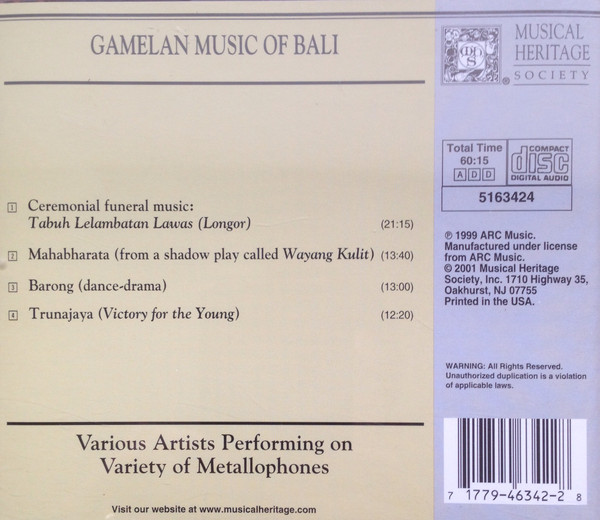 GAMELAN MUSIC OF BALI
1 Ceremonial funeral music:
Tabuh Lelambatan Lawas (Longor) (21:15)
2 Mahabharata (from a shadow play called Wayang Kulit) (13:40)
3 Barong (dance-drama) (13:00)
4 Trunajaya (Victory for the Young) (12:20)
Various Artists Performing on
Variety of Metallophones
Visit our website at www.musicalheritage.com
MUSICAL
HERITAGE
SOCIETY
®
Total Time
60:15
A D D
COMPACT
disc
DIGITAL AUDIO
5163424
℗ 1999 ARC Music.
Manufactured under license
from ARC Music.
© 2001 Musical Heritage
Society, Inc. 1710 Highway 35,
Oakhurst, NJ 07755
Printed in the USA.
WARNING: All Rights Reserved.
Unauthorized duplication is a violation
of applicable laws.
7 1779-46342-2 8